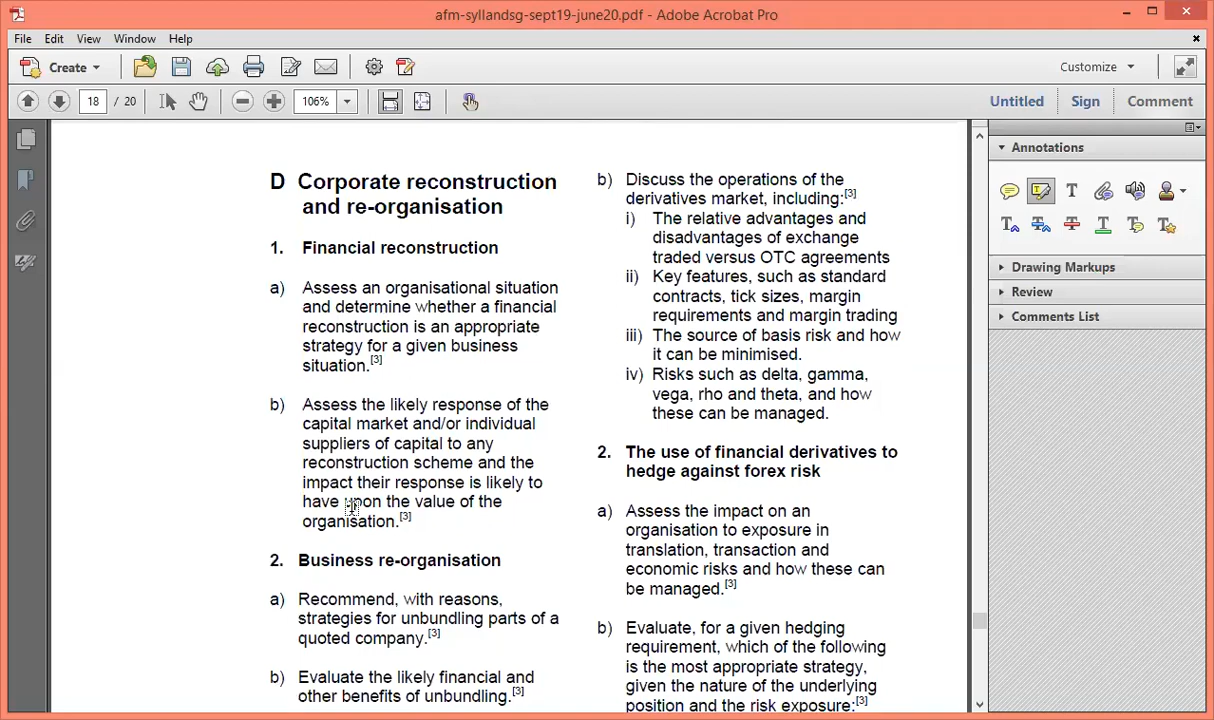 afm-syllandsg-sept19-june20.pdf - Adobe Acrobat Pro
File Edit View Window Help
Create Customize
18 / 20 106% Untitled Sign Comment
D Corporate reconstruction
and re-organisation
1. Financial reconstruction
a) Assess an organisational situation
and determine whether a financial
reconstruction is an appropriate
strategy for a given business
situation.[3]
b) Assess the likely response of the
capital market and/or individual
suppliers of capital to any
reconstruction scheme and the
impact their response is likely to
have upon the value of the
organisation.[3]
2. Business re-organisation
a) Recommend, with reasons,
strategies for unbundling parts of a
quoted company.[3]
b) Evaluate the likely financial and
other benefits of unbundling.[3]
b) Discuss the operations of the
derivatives market, including:[3]
i) The relative advantages and
disadvantages of exchange
traded versus OTC agreements
ii) Key features, such as standard
contracts, tick sizes, margin
requirements and margin trading
iii) The source of basis risk and how
it can be minimised.
iv) Risks such as delta, gamma,
vega, rho and theta, and how
these can be managed.
2. The use of financial derivatives to
hedge against forex risk
a) Assess the impact on an
organisation to exposure in
translation, transaction and
economic risks and how these can
be managed.[3]
b) Evaluate, for a given hedging
requirement, which of the following
is the most appropriate strategy,
given the nature of the underlying
position and the risk exposure:[3]
Annotations
Drawing Markups
Review
Comments List